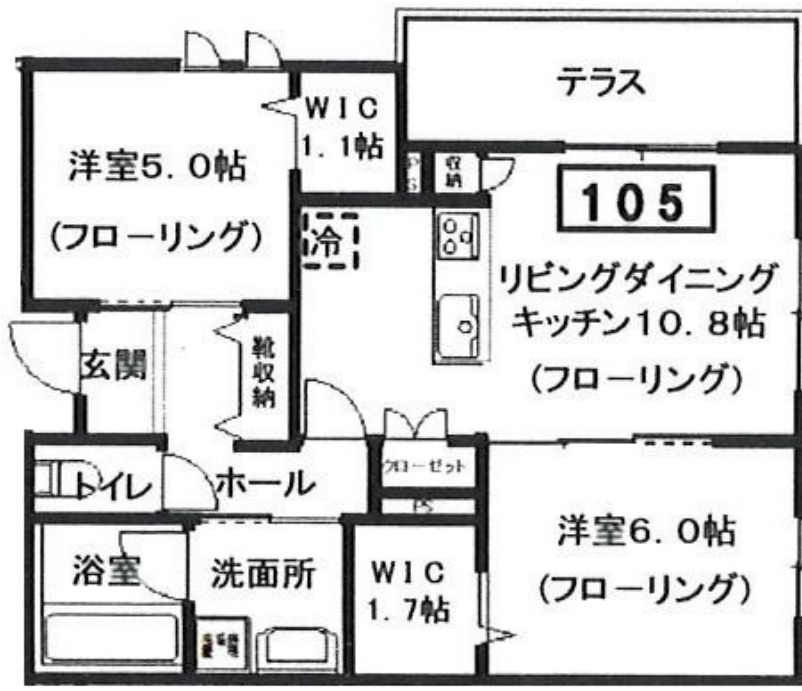 テラス
WIC
1.1帖
洋室5.0帖
(フローリング)
PS
収納
105
冷
リビングダイニング
キッチン10.8帖
(フローリング)
玄関
靴収納
トイレ
ホール
クローゼット
PS
浴室
洗面所
WIC
1.7帖
洋室6.0帖
(フローリング)